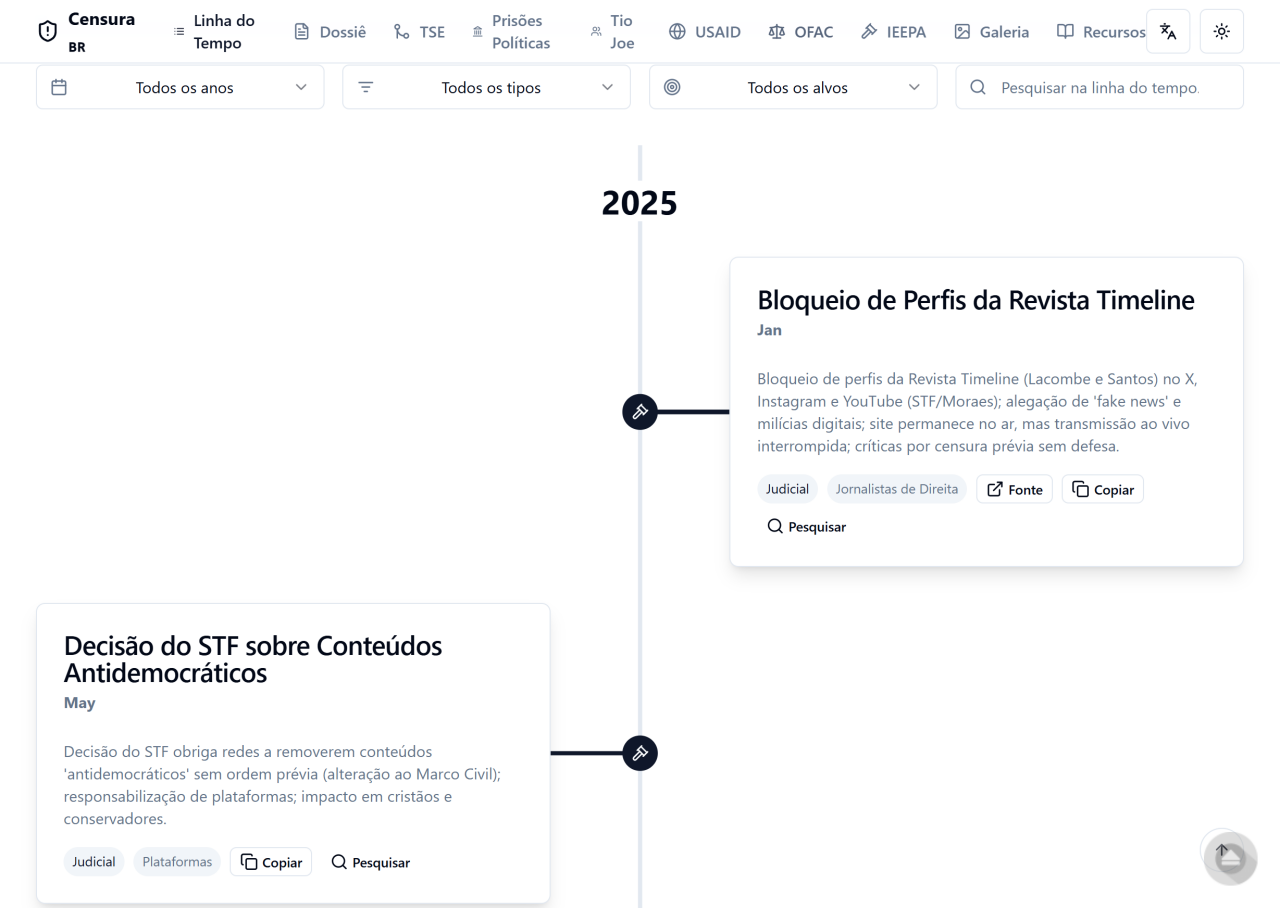 Censura
BR
Linha do
Tempo
Dossiê
TSE
Prisões
Políticas
Tio
Joe
USAID
OFAC
IEEPA
Galeria
Recursos
Todos os anos
Todos os tipos
Todos os alvos
Pesquisar na linha do tempo.
2025
Bloqueio de Perfis da Revista Timeline
Jan
Bloqueio de perfis da Revista Timeline (Lacombe e Santos) no X,
Instagram e YouTube (STF/Moraes); alegação de 'fake news' e
milícias digitais; site permanece no ar, mas transmissão ao vivo
interrompida; críticas por censura prévia sem defesa.
Judicial
Jornalistas de Direita
Fonte
Copiar
Pesquisar
Decisão do STF sobre Conteúdos
Antidemocráticos
May
Decisão do STF obriga redes a removerem conteúdos
'antidemocráticos' sem ordem prévia (alteração ao Marco Civil);
responsabilização de plataformas; impacto em cristãos e
conservadores.
Judicial
Plataformas
Copiar
Pesquisar